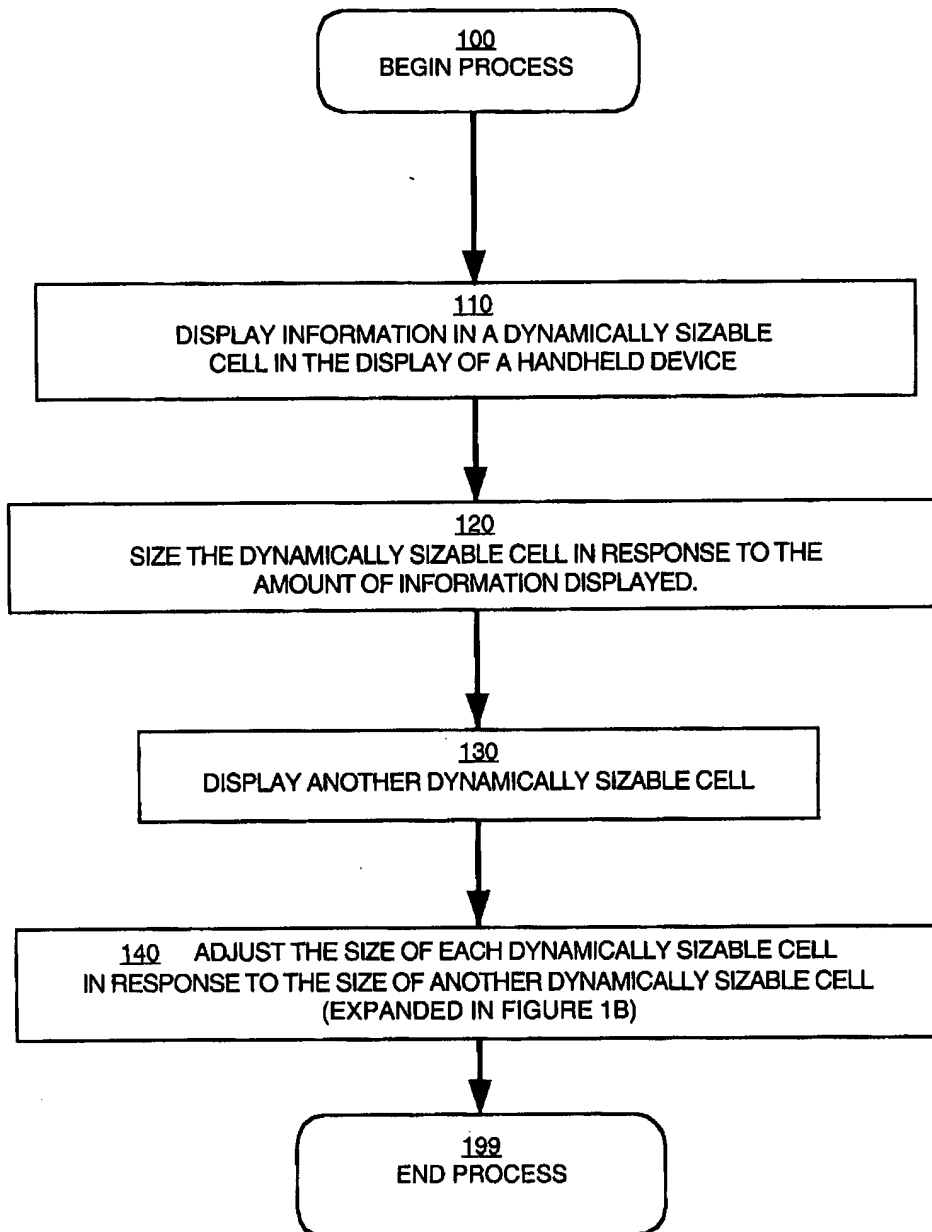 100
BEGIN PROCESS
110
DISPLAY INFORMATION IN A DYNAMICALLY SIZABLE
CELL IN THE DISPLAY OF A HANDHELD DEVICE
120
SIZE THE DYNAMICALLY SIZABLE CELL IN RESPONSE TO THE
AMOUNT OF INFORMATION DISPLAYED.
130
DISPLAY ANOTHER DYNAMICALLY SIZABLE CELL
140 ADJUST THE SIZE OF EACH DYNAMICALLY SIZABLE CELL
IN RESPONSE TO THE SIZE OF ANOTHER DYNAMICALLY SIZABLE CELL
(EXPANDED IN FIGURE 1B)
199
END PROCESS